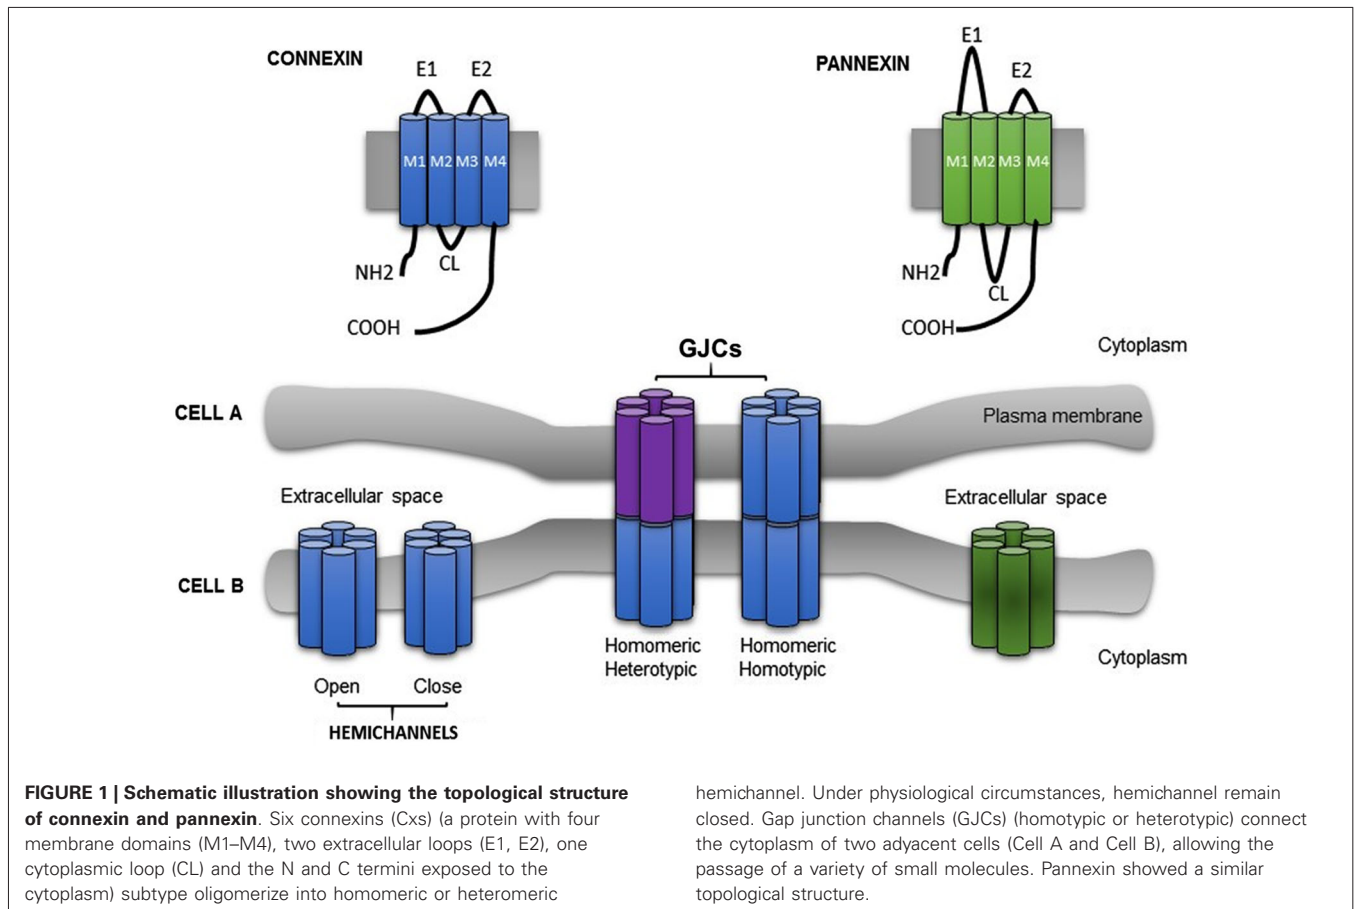 CONNEXIN
E1
E2
M1 M2 M3 M4
NH2
CL
COOH
PANNEXIN
E1
E2
M1 M2 M3 M4
NH2
CL
COOH
Cytoplasm
GJCs
CELL A
Plasma membrane
Extracellular space
Extracellular space
CELL B
Homomeric
Heterotypic
Homomeric
Homotypic
Cytoplasm
Open
Close
HEMICHANNELS
FIGURE 1 | Schematic illustration showing the topological structure
of connexin and pannexin. Six connexins (Cxs) (a protein with four
membrane domains (M1–M4), two extracellular loops (E1, E2), one
cytoplasmic loop (CL) and the N and C termini exposed to the
cytoplasm) subtype oligomerize into homomeric or heteromeric
hemichannel. Under physiological circumstances, hemichannel remain
closed. Gap junction channels (GJCs) (homotypic or heterotypic) connect
the cytoplasm of two adjacent cells (Cell A and Cell B), allowing the
passage of a variety of small molecules. Pannexin showed a similar
topological structure.